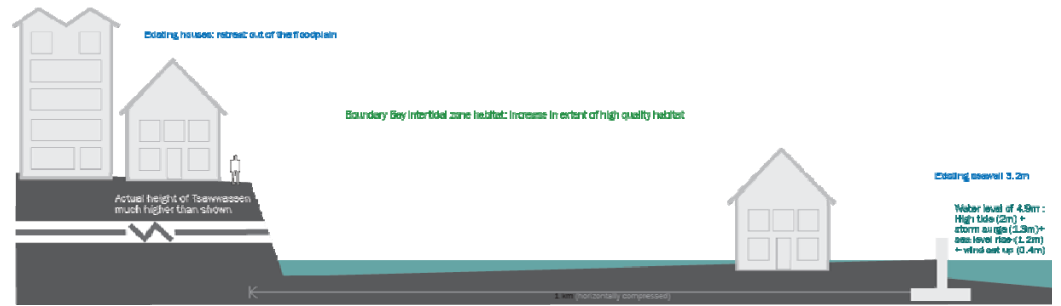 Existing houses: retreat out of the floodplain
Boundary Bay intertidal zone habitat: increase in extent of high quality habitat
Existing seawall 3.2m
Actual height of Tsawwassen
much higher than shown
Water level of 4.9m :
High tide (2m) +
storm surge (1.3m)+
sea level rise (1.2m)
+ wind set up (0.4m)
1 km (horizontally compressed)